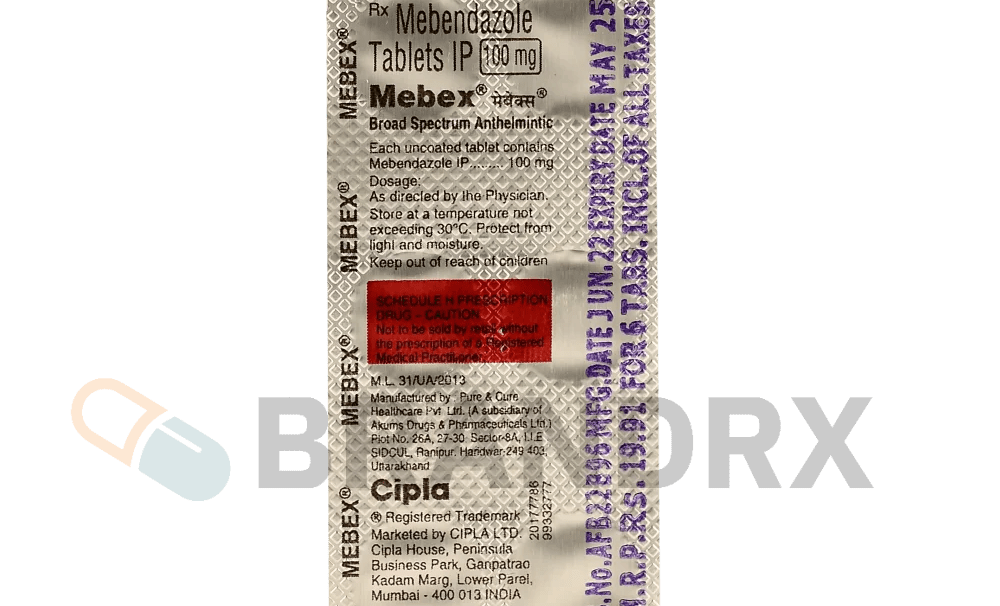 Rx Mebendazole
Tablets IP 100 mg
Mebex® मेबेक्स®
Broad Spectrum Anthelmintic
Each uncoated tablet contains
Mebendazole IP......... 100 mg
Dosage:
As directed by the Physician.
Store at a temperature not
exceeding 30°C. Protect from
light and moisture.
Keep out of reach of children
SCHEDULE H PRESCRIPTION
DRUG – CAUTION
Not to be sold by retail without
the prescription of a Registered
Medical Practitioner
M.L. 31/UA/2013
Manufactured by : Pure & Cure
Healthcare Pvt. Ltd. (A subsidiary of
Akums Drugs & Pharmaceuticals Ltd.)
Plot No. 26A, 27-30, Sector-8A, I.I.E.
SIDCUL, Ranipur, Haridwar-249 403,
Uttarakhand
Cipla
® Registered Trademark
Marketed by CIPLA LTD.
Cipla House, Peninsula
Business Park, Ganpatrao
Kadam Marg, Lower Parel,
Mumbai - 400 013 INDIA
20177786
99332777
MEBEX®
MEBEX®
MEBEX®
MEBEX®
.No.AFB22B96 MFG.DATE JUN.22 EXPIRY DATE MAY 25
M.R.P.RS.19.91 FOR 6 TABS.INCL.OF ALL TAXES